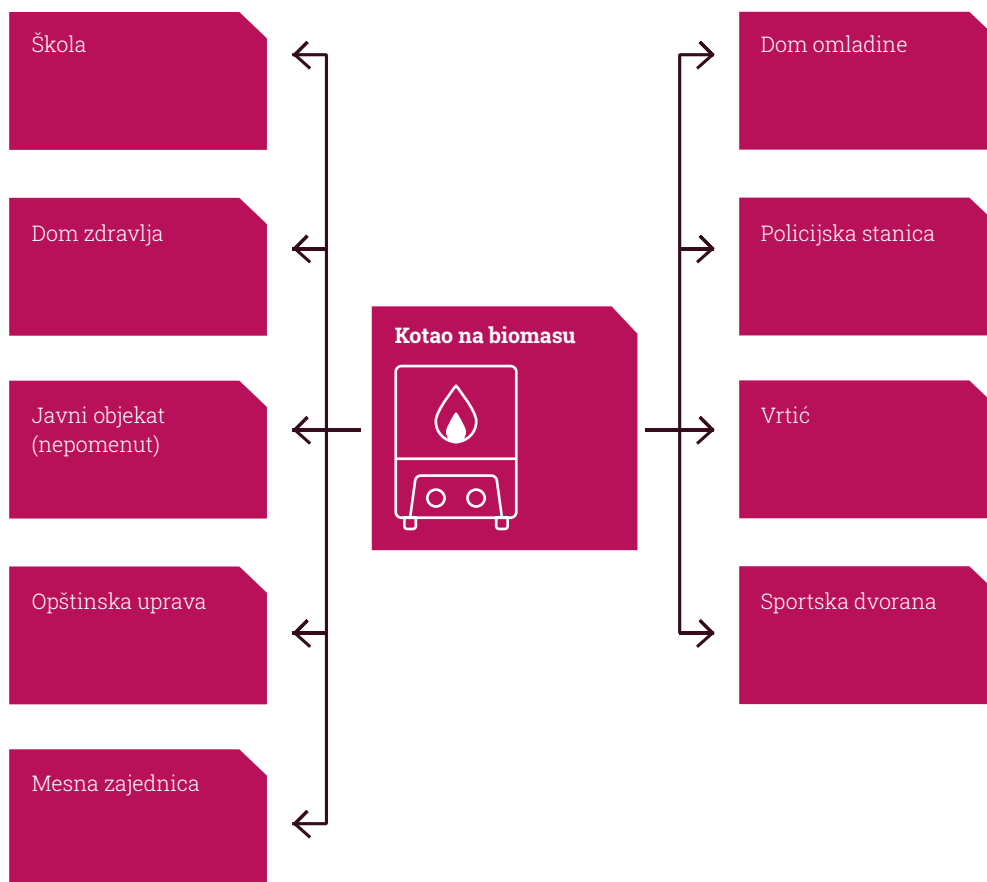 Škola
Dom zdravlja
Javni objekat
(nepomenut)
Opštinska uprava
Mesna zajednica
Kotao na biomasu
Dom omladine
Policijska stanica
Vrtić
Sportska dvorana